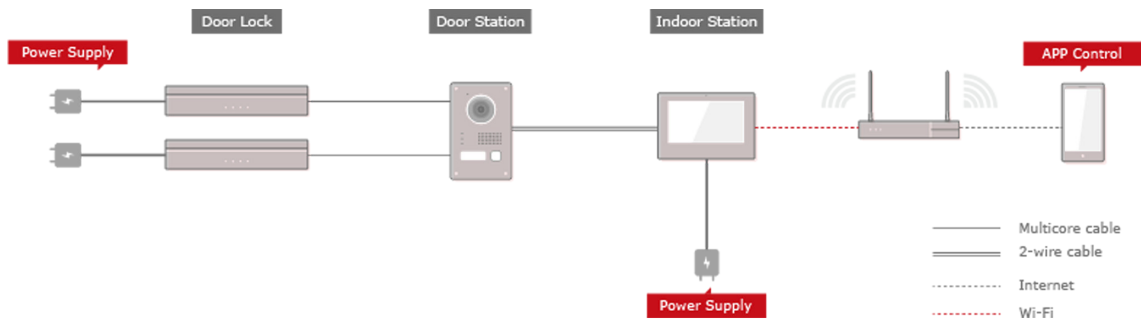 Door Lock
Door Station
Indoor Station
Power Supply
APP Control
Multicore cable
2-wire cable
Internet
Power Supply
Wi-Fi